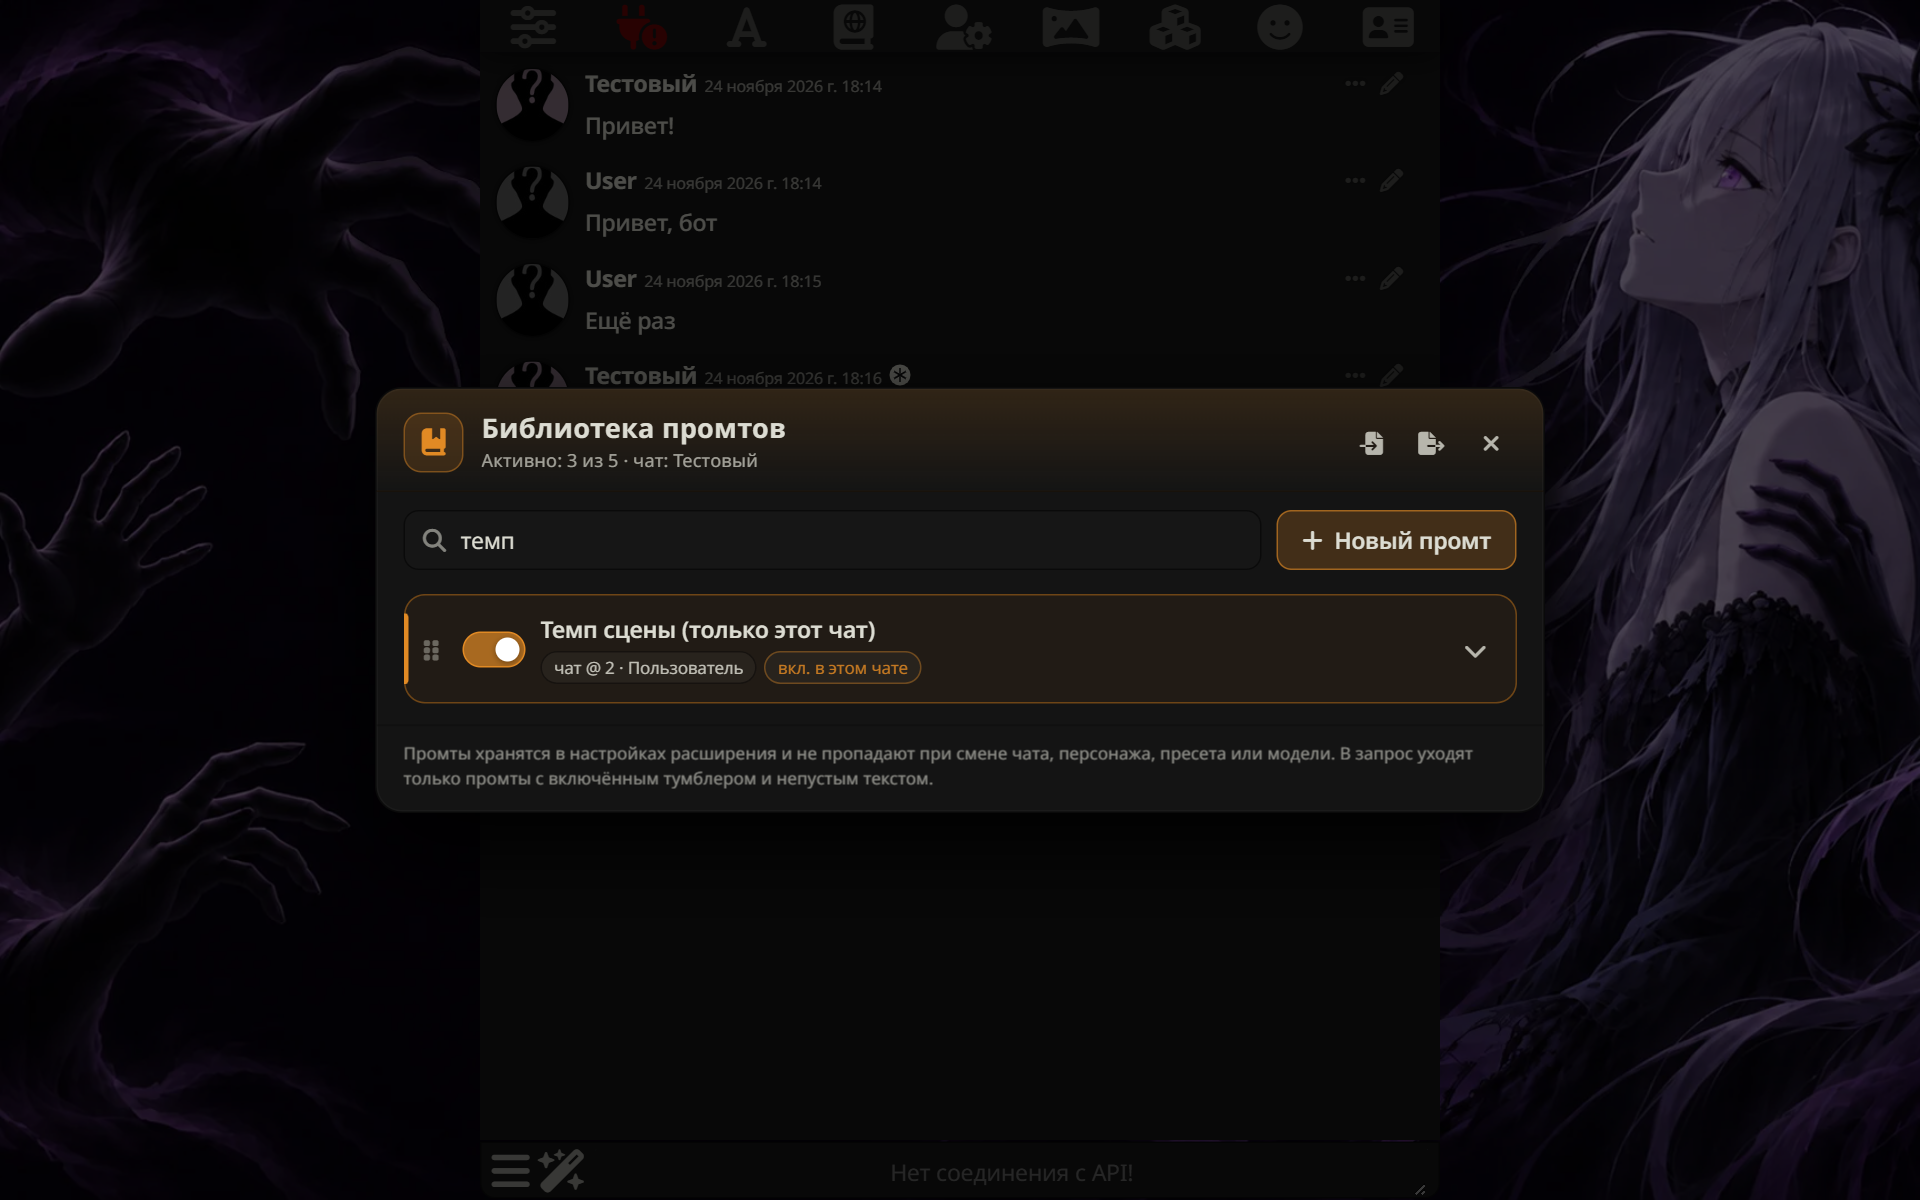 Тестовый 24 ноября 2026 г. 18:14
Привет!
User 24 ноября 2026 г. 18:14
Привет, бот
User 24 ноября 2026 г. 18:15
Ещё раз
Тестовый 24 ноября 2026 г. 18:16
Библиотека промтов
Активно: 3 из 5 · чат: Тестовый
темп
Новый промт
Темп сцены (только этот чат)
чат @ 2 · Пользователь
вкл. в этом чате
Промты хранятся в настройках расширения и не пропадают при смене чата, персонажа, пресета или модели. В запрос уходят
только промты с включённым тумблером и непустым текстом.
Нет соединения с API!